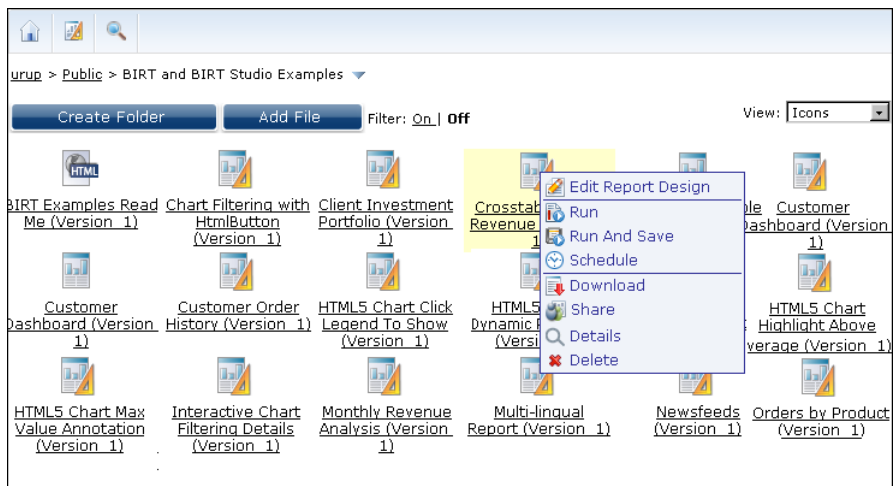 urup > Public > BIRT and BIRT Studio Examples
Create Folder
Add File
Filter: On | Off
View: Icons
HTML
BIRT Examples Read
Me (Version 1)
Chart Filtering with
HtmlButton
(Version 1)
Client Investment
Portfolio (Version
1)
Crosstab
Revenue
1
Customer
Dashboard (Version
1)
Edit Report Design
Run
Run And Save
Schedule
Download
Share
Details
Delete
Customer
Dashboard (Version
1)
Customer Order
History (Version 1)
HTML5 Chart Click
Legend To Show
(Version 1)
HTML5
Dynamic
HTML5 Chart
Highlight Above
verage (Version 1)
HTML5 Chart Max
Value Annotation
(Version 1)
Interactive Chart
Filtering Details
(Version 1)
Monthly Revenue
Analysis (Version
1)
Multi-lingual
Report (Version 1)
Newsfeeds
(Version 1)
Orders by Product
(Version 1)